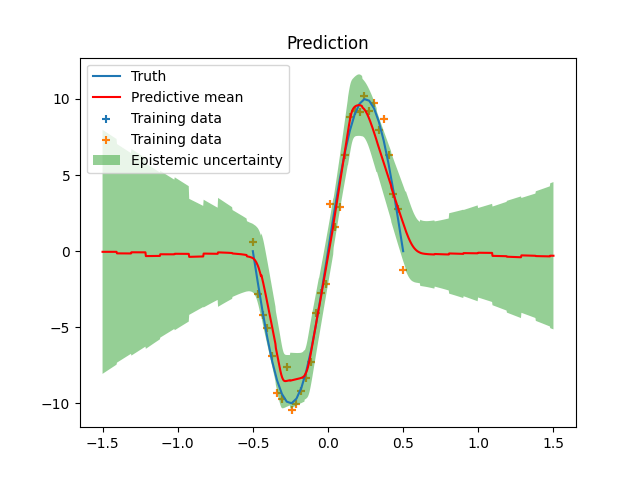 Prediction
Truth
Predictive mean
Training data
Training data
Epistemic uncertainty
10
5
0
−5
−10
−1.5 −1.0 −0.5 0.0 0.5 1.0 1.5